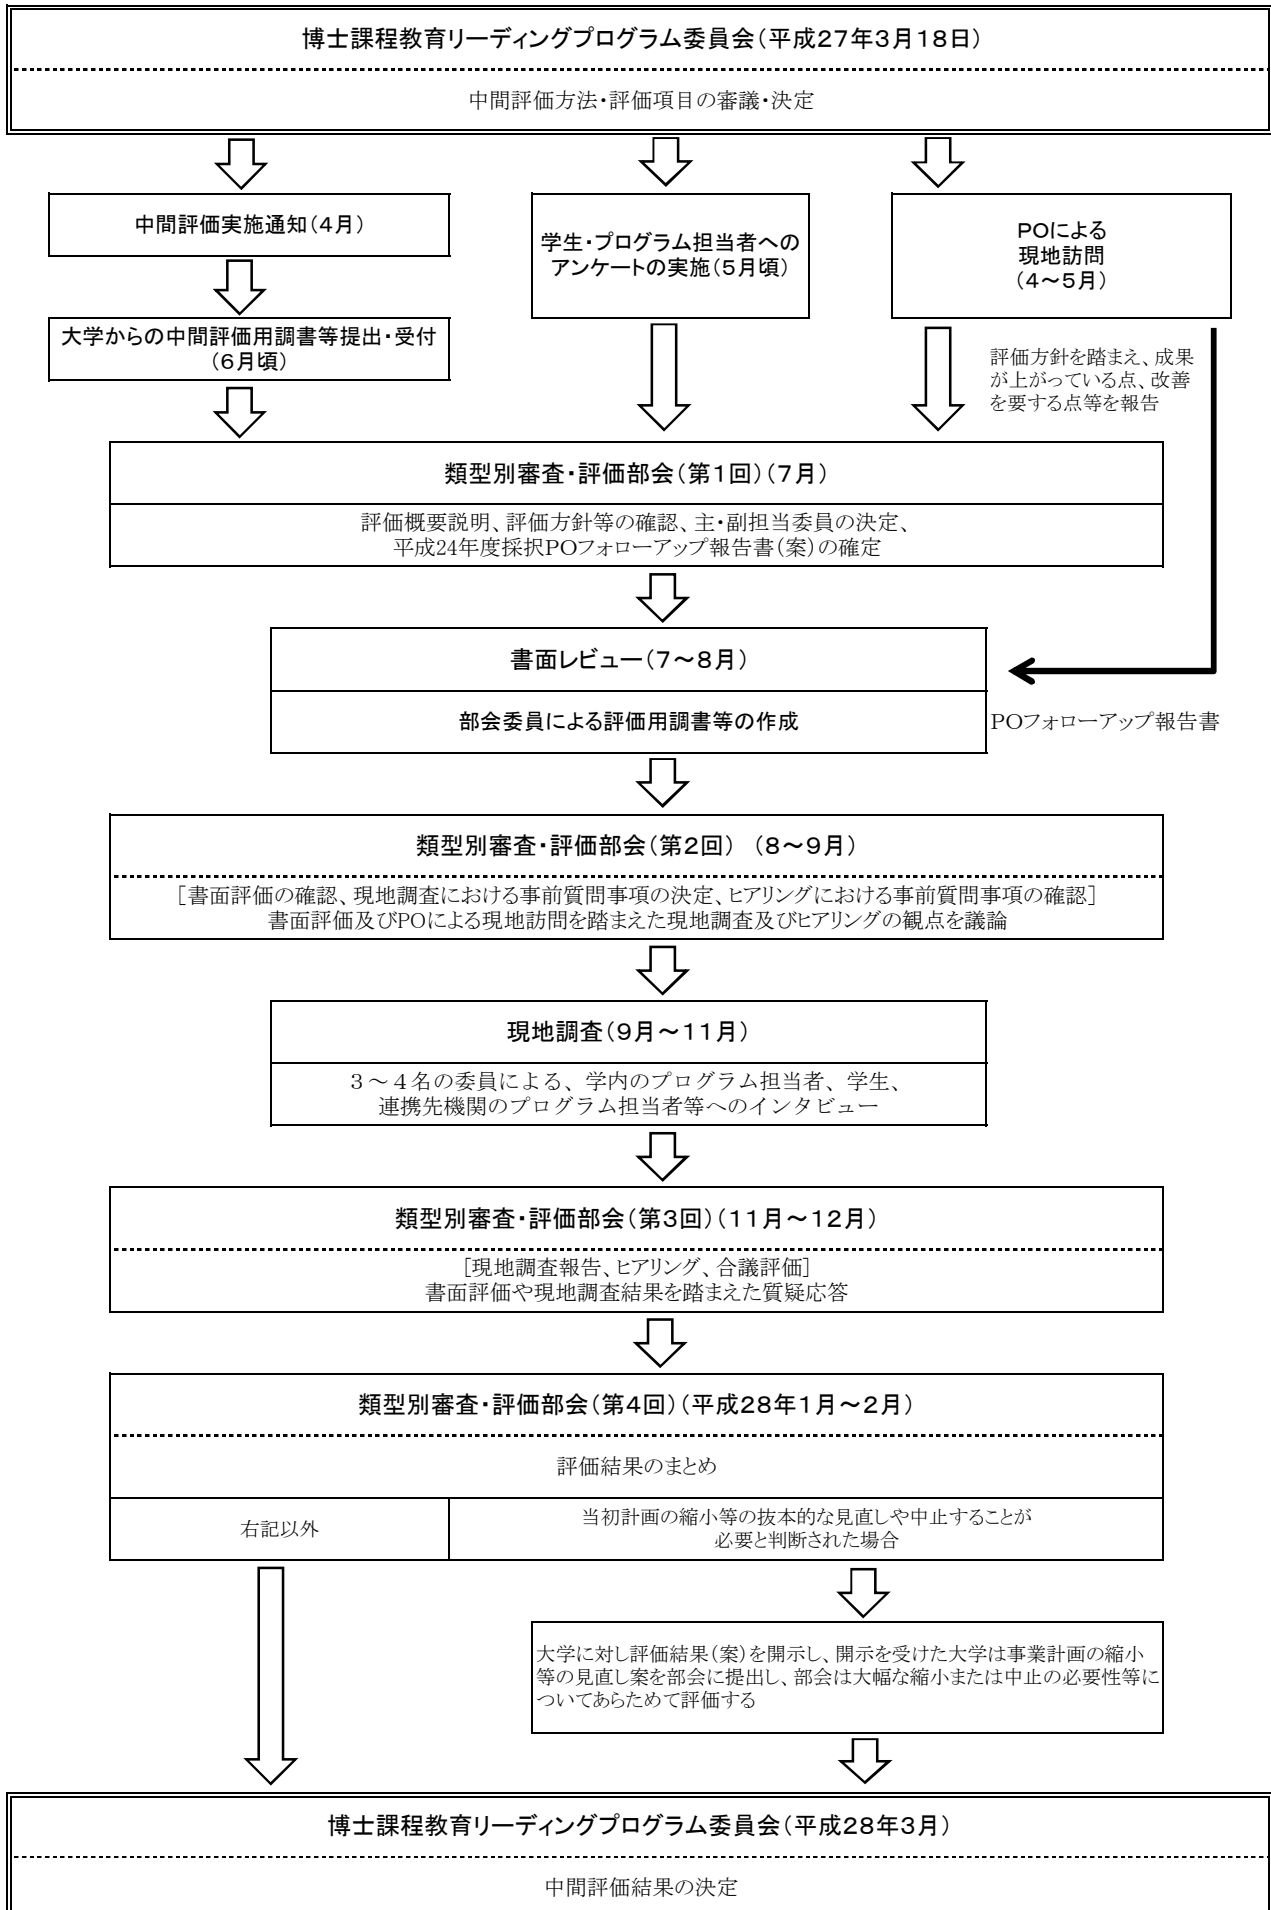 博士課程教育リーディングプログラム委員会(平成27年3月18日)
中間評価方法・評価項目の審議・決定
中間評価実施通知(4月)
大学からの中間評価用調書等提出・受付
(6月頃)
学生・プログラム担当者への
アンケートの実施(5月頃)
POによる
現地訪問
(4～5月)
評価方針を踏まえ、成果
が上がっている点、改善
を要する点等を報告
類型別審査・評価部会(第1回)(7月)
評価概要説明、評価方針等の確認、主・副担当委員の決定、
平成24年度採択POフォローアップ報告書(案)の確定
書面レビュー(7～8月)
部会委員による評価用調書等の作成
POフォローアップ報告書
類型別審査・評価部会(第2回) (8～9月)
[書面評価の確認、現地調査における事前質問事項の決定、ヒアリングにおける事前質問事項の確認]
書面評価及びPOによる現地訪問を踏まえた現地調査及びヒアリングの観点を議論
現地調査(9月～11月)
3～4名の委員による、学内のプログラム担当者、学生、
連携先機関のプログラム担当者等へのインタビュー
類型別審査・評価部会(第3回)(11月～12月)
[現地調査報告、ヒアリング、合議評価]
書面評価や現地調査結果を踏まえた質疑応答
類型別審査・評価部会(第4回)(平成28年1月～2月)
評価結果のまとめ
右記以外
当初計画の縮小等の抜本的な見直しや中止することが
必要と判断された場合
大学に対し評価結果(案)を開示し、開示を受けた大学は事業計画の縮小
等の見直し案を部会に提出し、部会は大幅な縮小または中止の必要性等に
ついてあらためて評価する
博士課程教育リーディングプログラム委員会(平成28年3月)
中間評価結果の決定